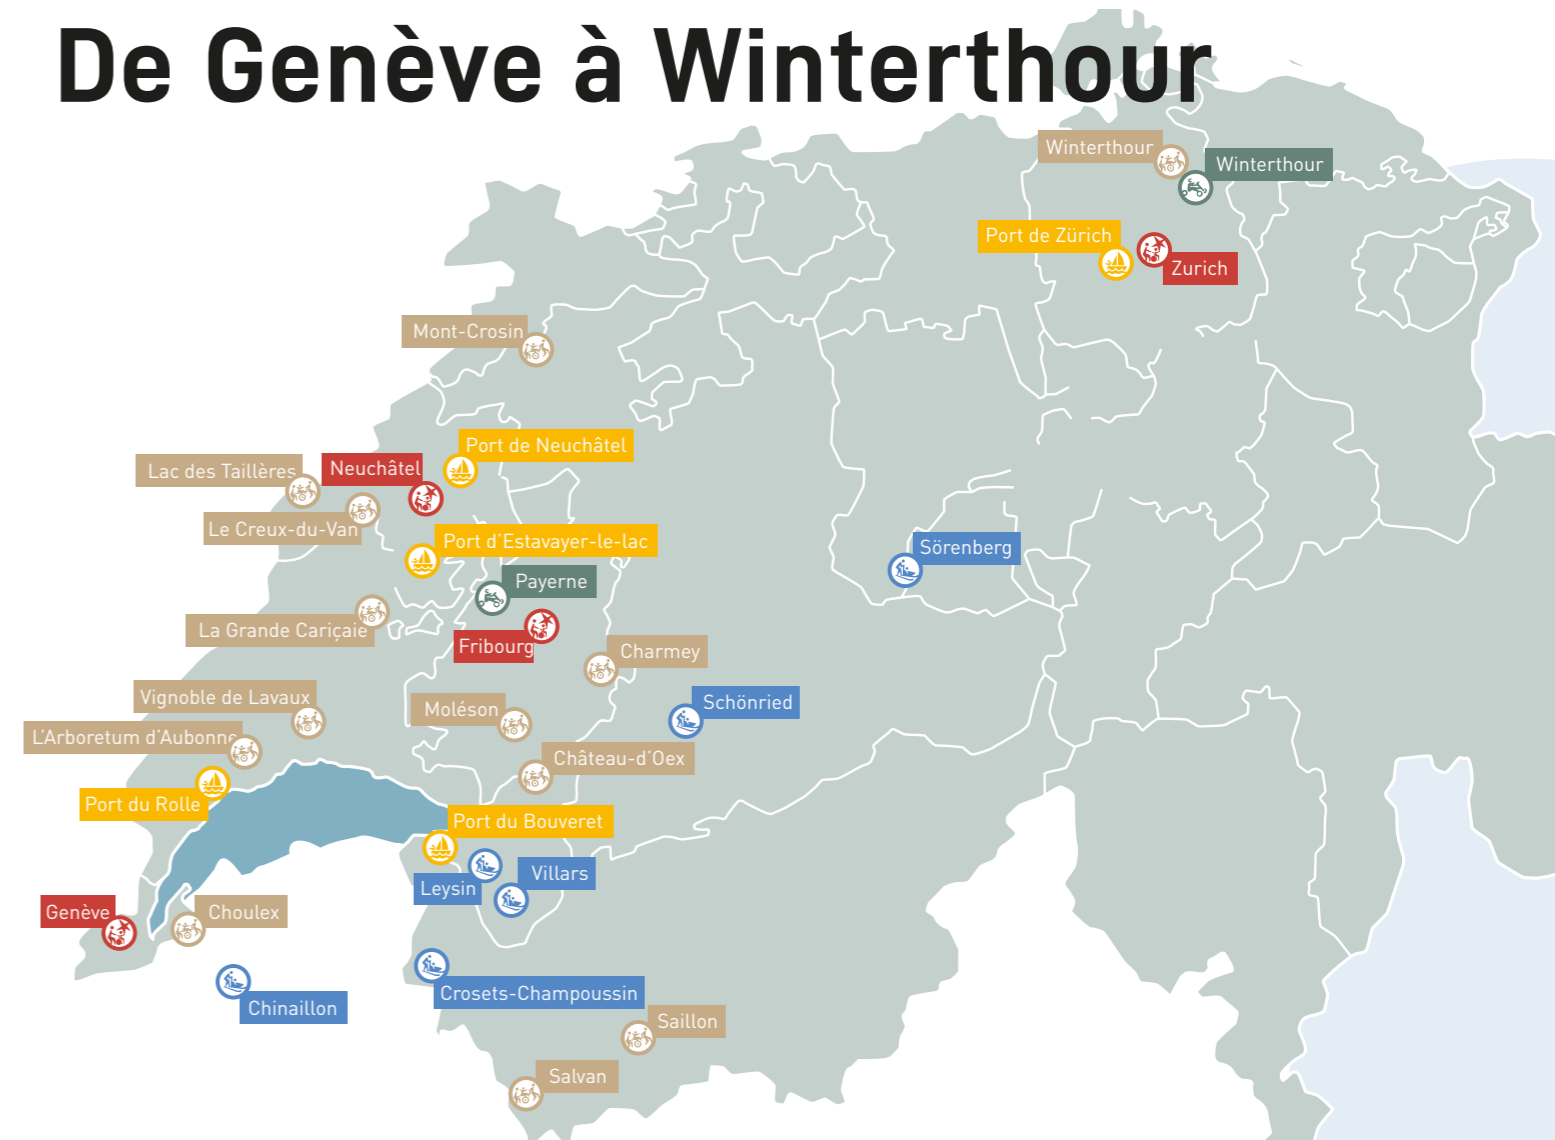 De Genève à Winterthour
Winterthour
Winterthour
Port de Zürich
Zurich
Mont-Crosin
Port de Neuchâtel
Lac des Taillères
Neuchâtel
Le Creux-du-Van
Port d'Estavayer-le-lac
Sörenberg
Payerne
La Grande Cariçaie
Fribourg
Charmey
Vignoble de Lavaux
Moléson
Schönried
L'Arboretum d'Aubonne
Château-d'Oex
Port du Rolle
Port du Bouveret
Leysin
Villars
Genève
Choulex
Crosets-Champoussin
Chinaillon
Saillon
Salvan